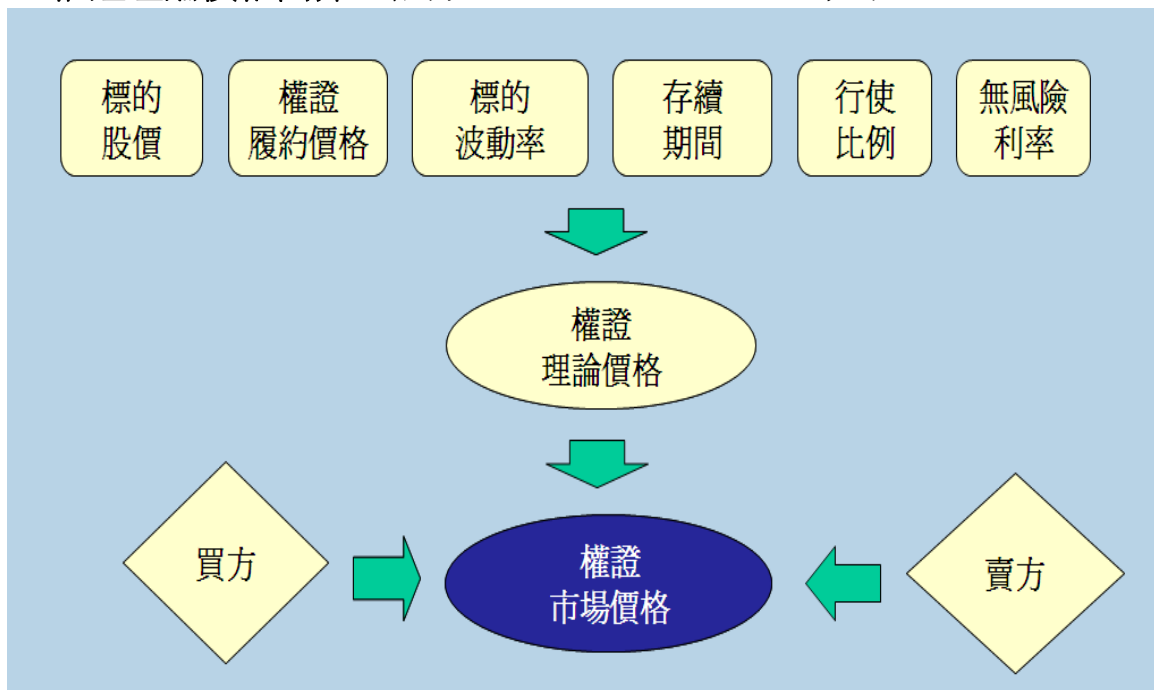 標的
股價
權證
履約價格
標的
波動率
存續
期間
行使
比例
無風險
利率
權證
理論價格
買方
權證
市場價格
賣方